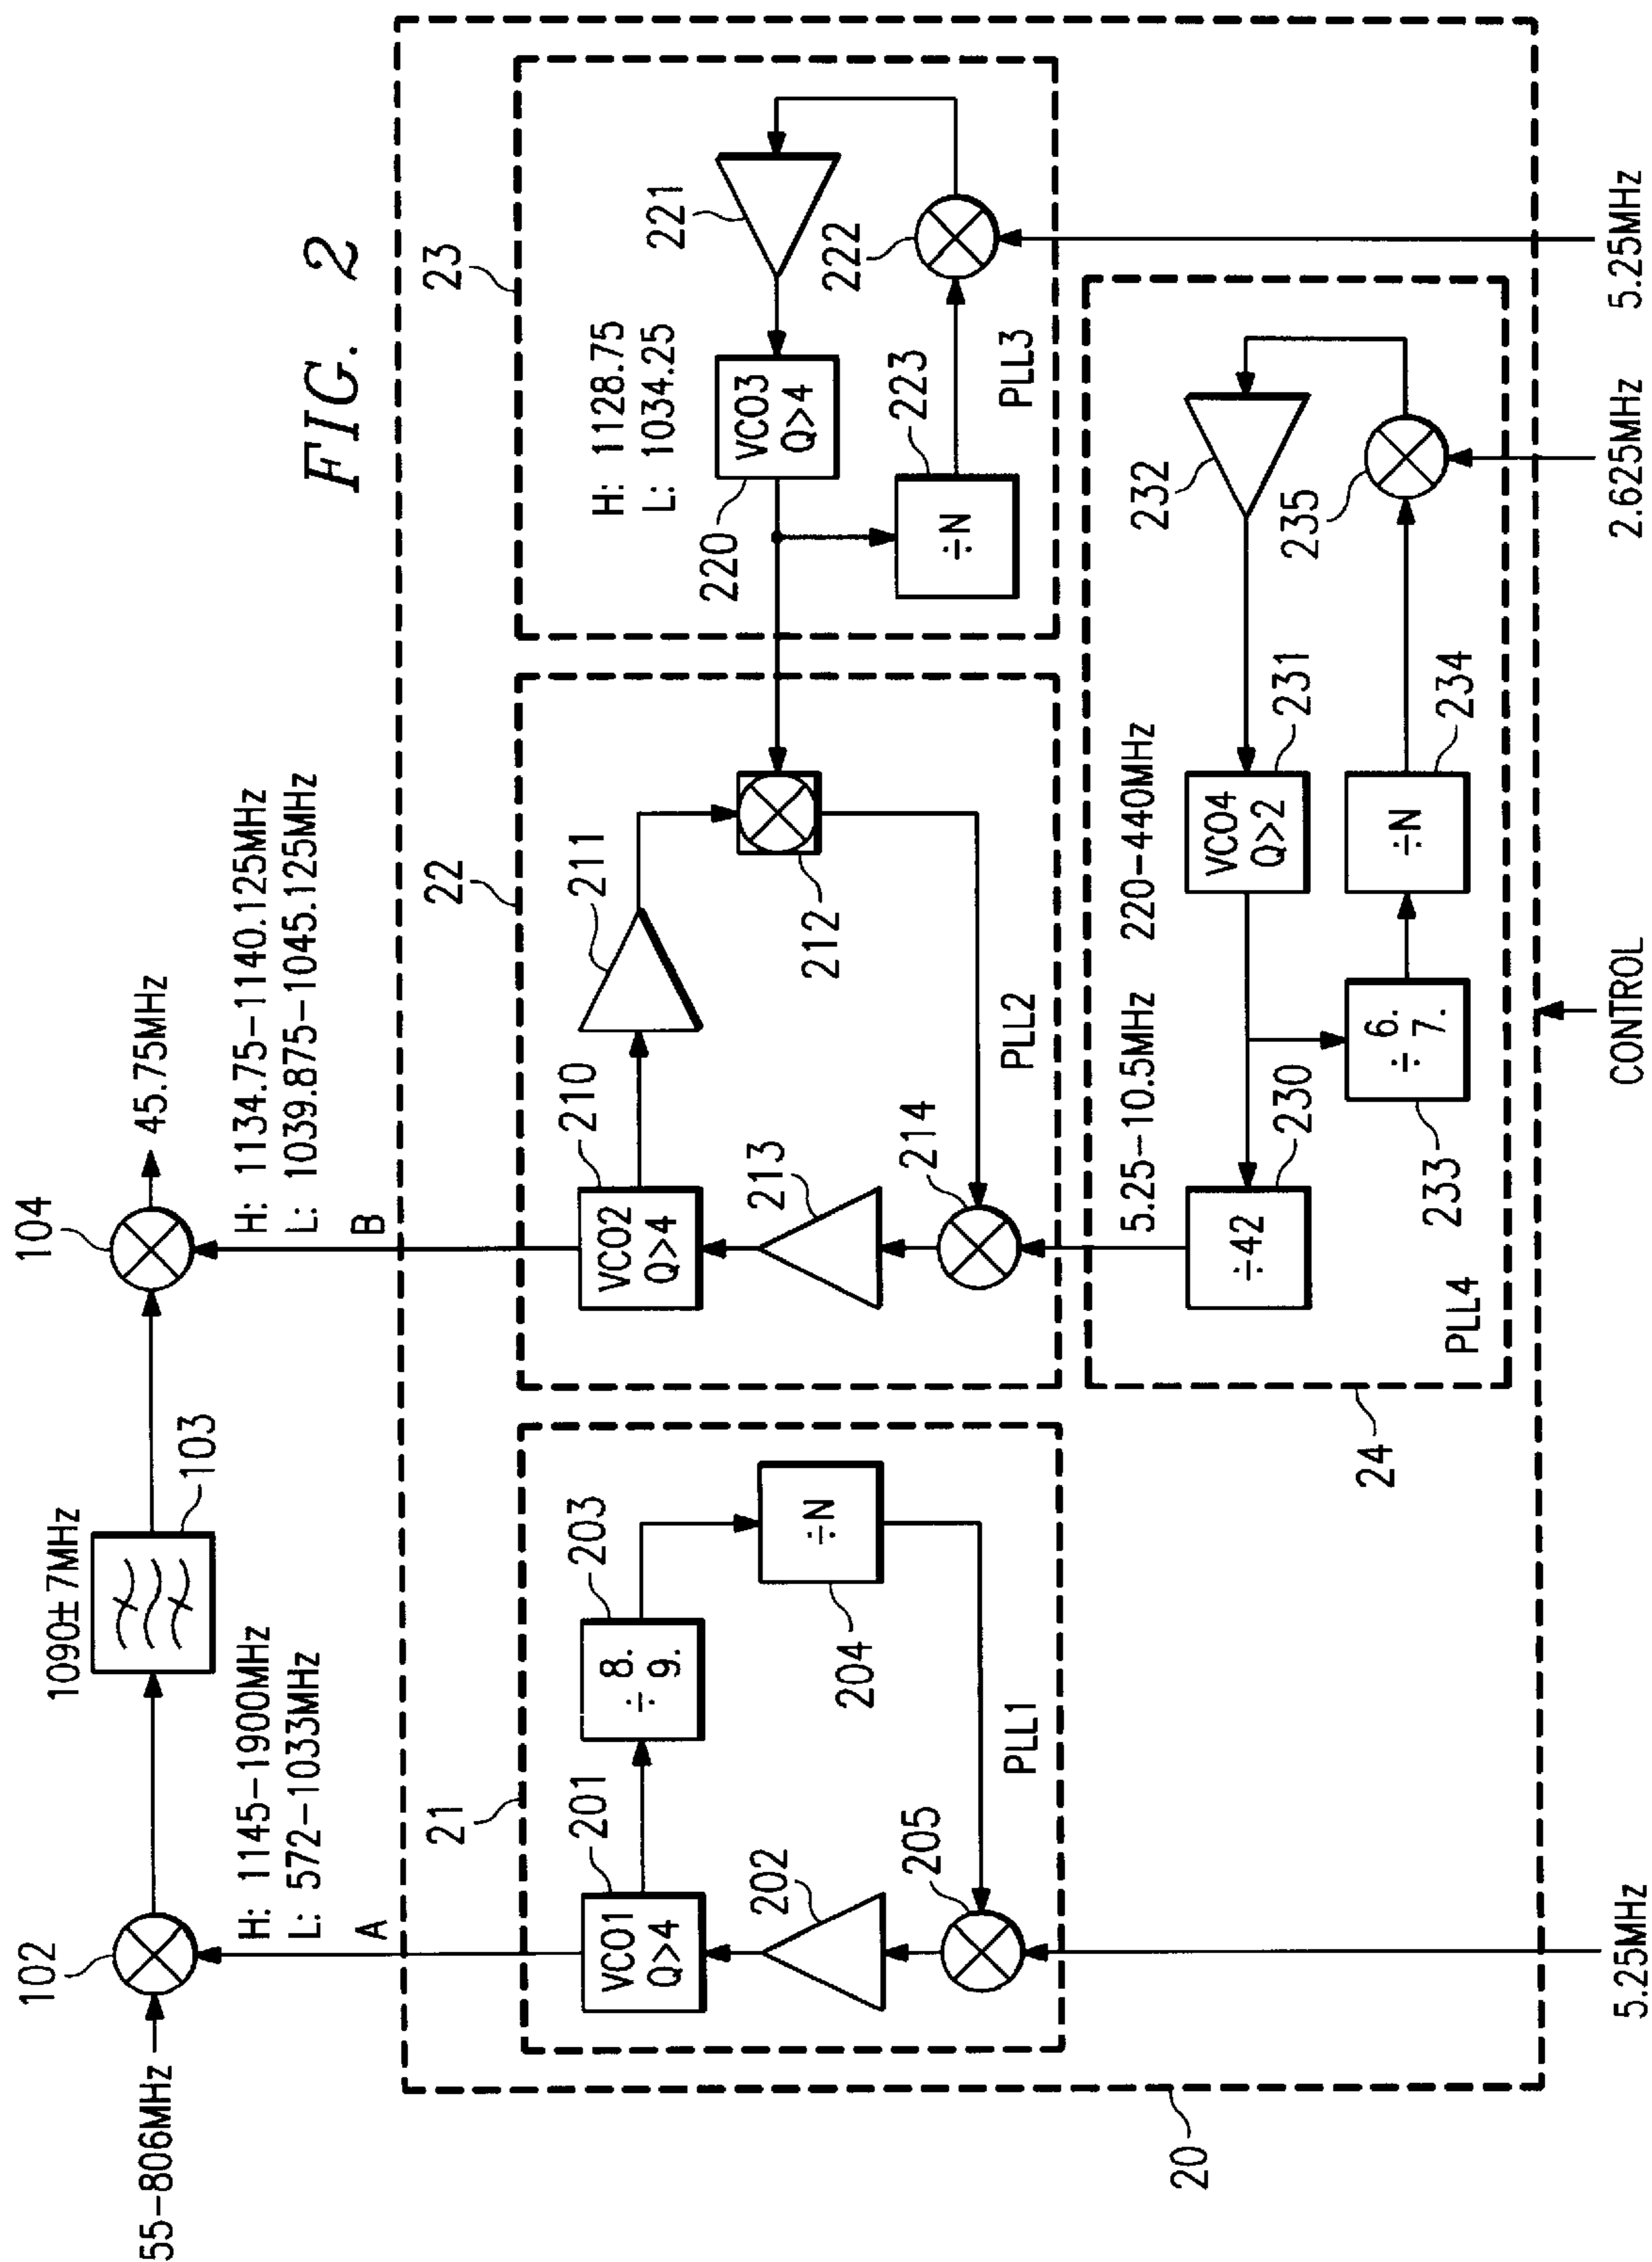 FIG. 2
55-806MHz
102
H: 1145-1900MHz
L: 572-1033MHz
A
1090±7MHz
103
104
45.75MHz
H: 1134.75-1140.125MHz
L: 1039.875-1045.125MHz
B
20
21
201
VCO1
Q>4
203
÷ 8.
9.
202
204
÷N
205
PLL1
5.25MHz
22
210
VCO2
Q>4
211
213
212
214
PLL2
23
221
H: 1128.75
L: 1034.25
220
VCO3
Q>4
222
223
÷N
PLL3
5.25MHz
24
5.25-10.5MHz
220-440MHz
230
÷42
231
VCO4
Q>2
232
233
÷ 6.
7.
234
÷N
235
PLL4
2.625MHz
CONTROL